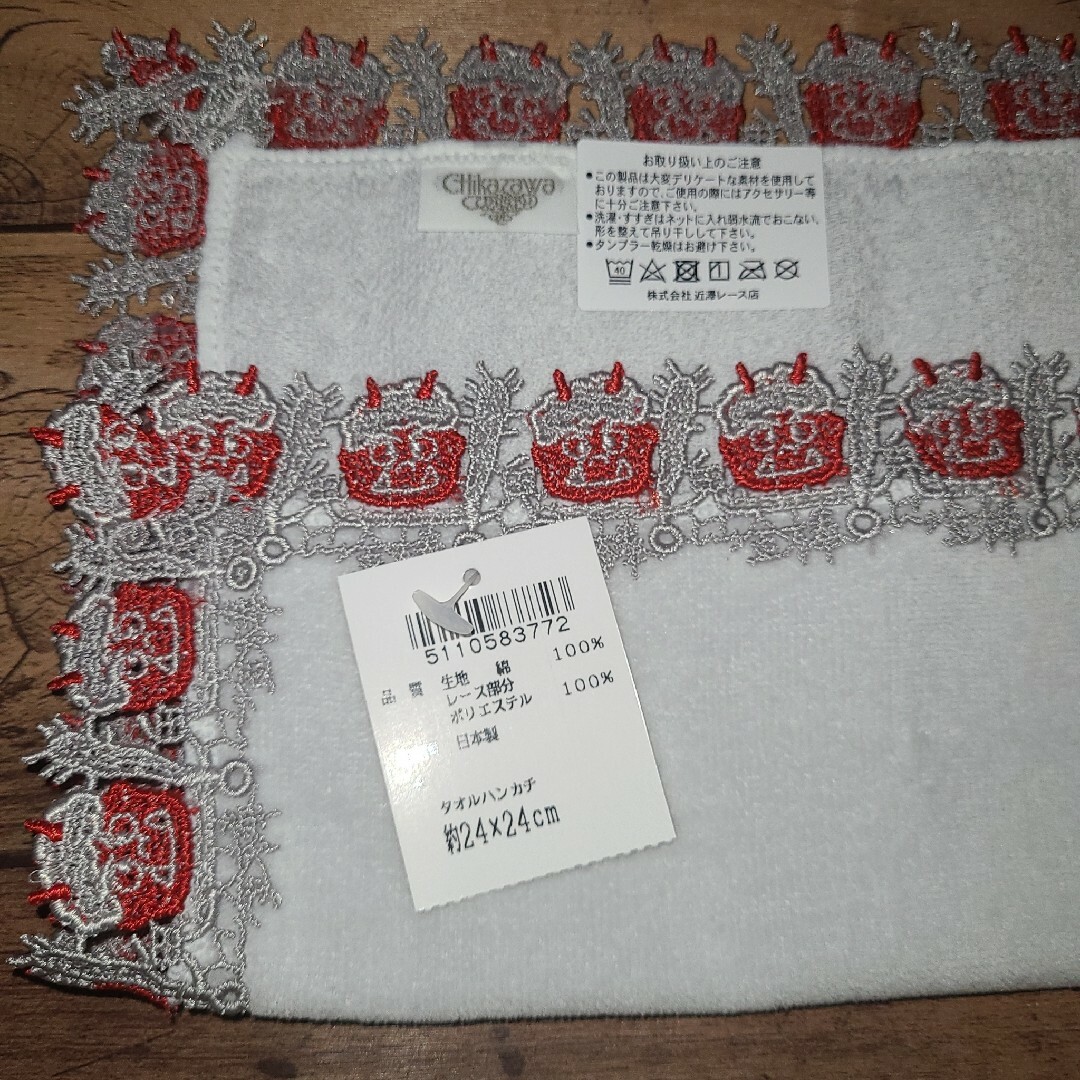 CHikazawa
お取り扱い上のご注意
●この製品は大変デリケートな素材を使用して
おりますので、ご使用の際にはアクセサリー等
に十分ご注意下さい。
●洗濯・すすぎはネットに入れ弱水流でおこない、
形を整えて吊り干しして下さい。
●タンブラー乾燥はお避け下さい。
40
株式会社 近澤レース店
5110583772
品質 生地 綿 100%
レース部分
ポリエステル 100%
日本製
タオルハンカチ
約24×24cm